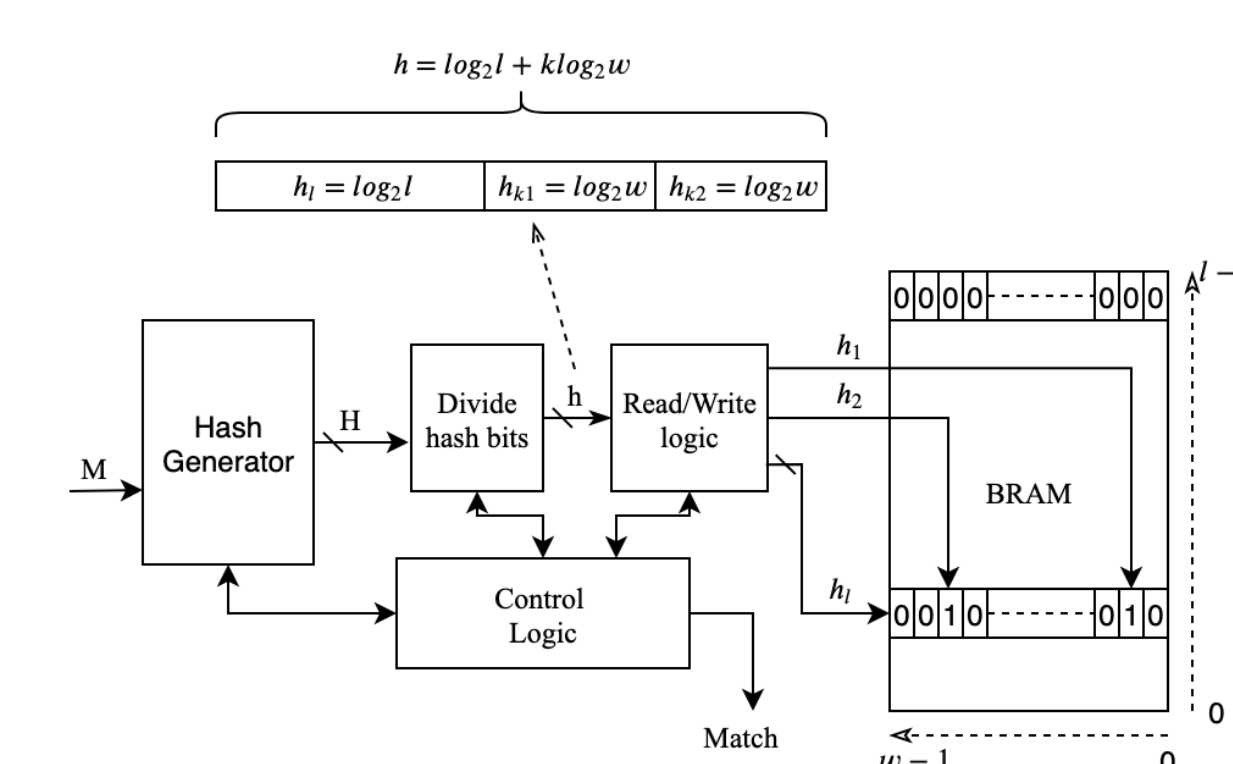 h = log₂l + klog₂w
hₗ = log₂l
hₖ₁ = log₂w
hₖ₂ = log₂w
l –
0 0 0 0 0 0 0
h₁
h₂
M
Hash
Generator
H
Divide
hash bits
h
Read/Write
logic
BRAM
hₗ
0 0 1 0 0 1 0
Control
Logic
Match
0
w – 1
0